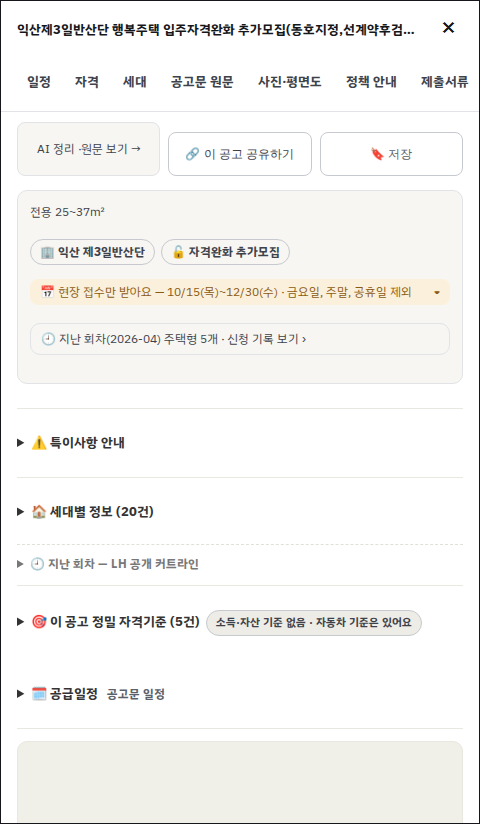 익산제3일반산단 행복주택 입주자격완화 추가모집(동호지정,선계약후검... ✕
일정 자격 세대 공고문 원문 사진·평면도 정책 안내 제출서류
AI 정리 ·원문 보기 → 🔗 이 공고 공유하기 🔖 저장
전용 25~37㎡
🏢 익산 제3일반산단 🔓 자격완화 추가모집
📅 현장 접수만 받아요 — 10/15(목)~12/30(수) · 금요일, 주말, 공휴일 제외
🕘 지난 회차(2026-04) 주택형 5개 · 신청 기록 보기 ›
▶ ⚠️ 특이사항 안내
▶ 🏠 세대별 정보 (20건)
▶ 🕘 지난 회차 — LH 공개 커트라인
▶ 🎯 이 공고 정밀 자격기준 (5건) 소득·자산 기준 없음 · 자동차 기준은 있어요
▶ 🗓️ 공급일정 공고문 일정